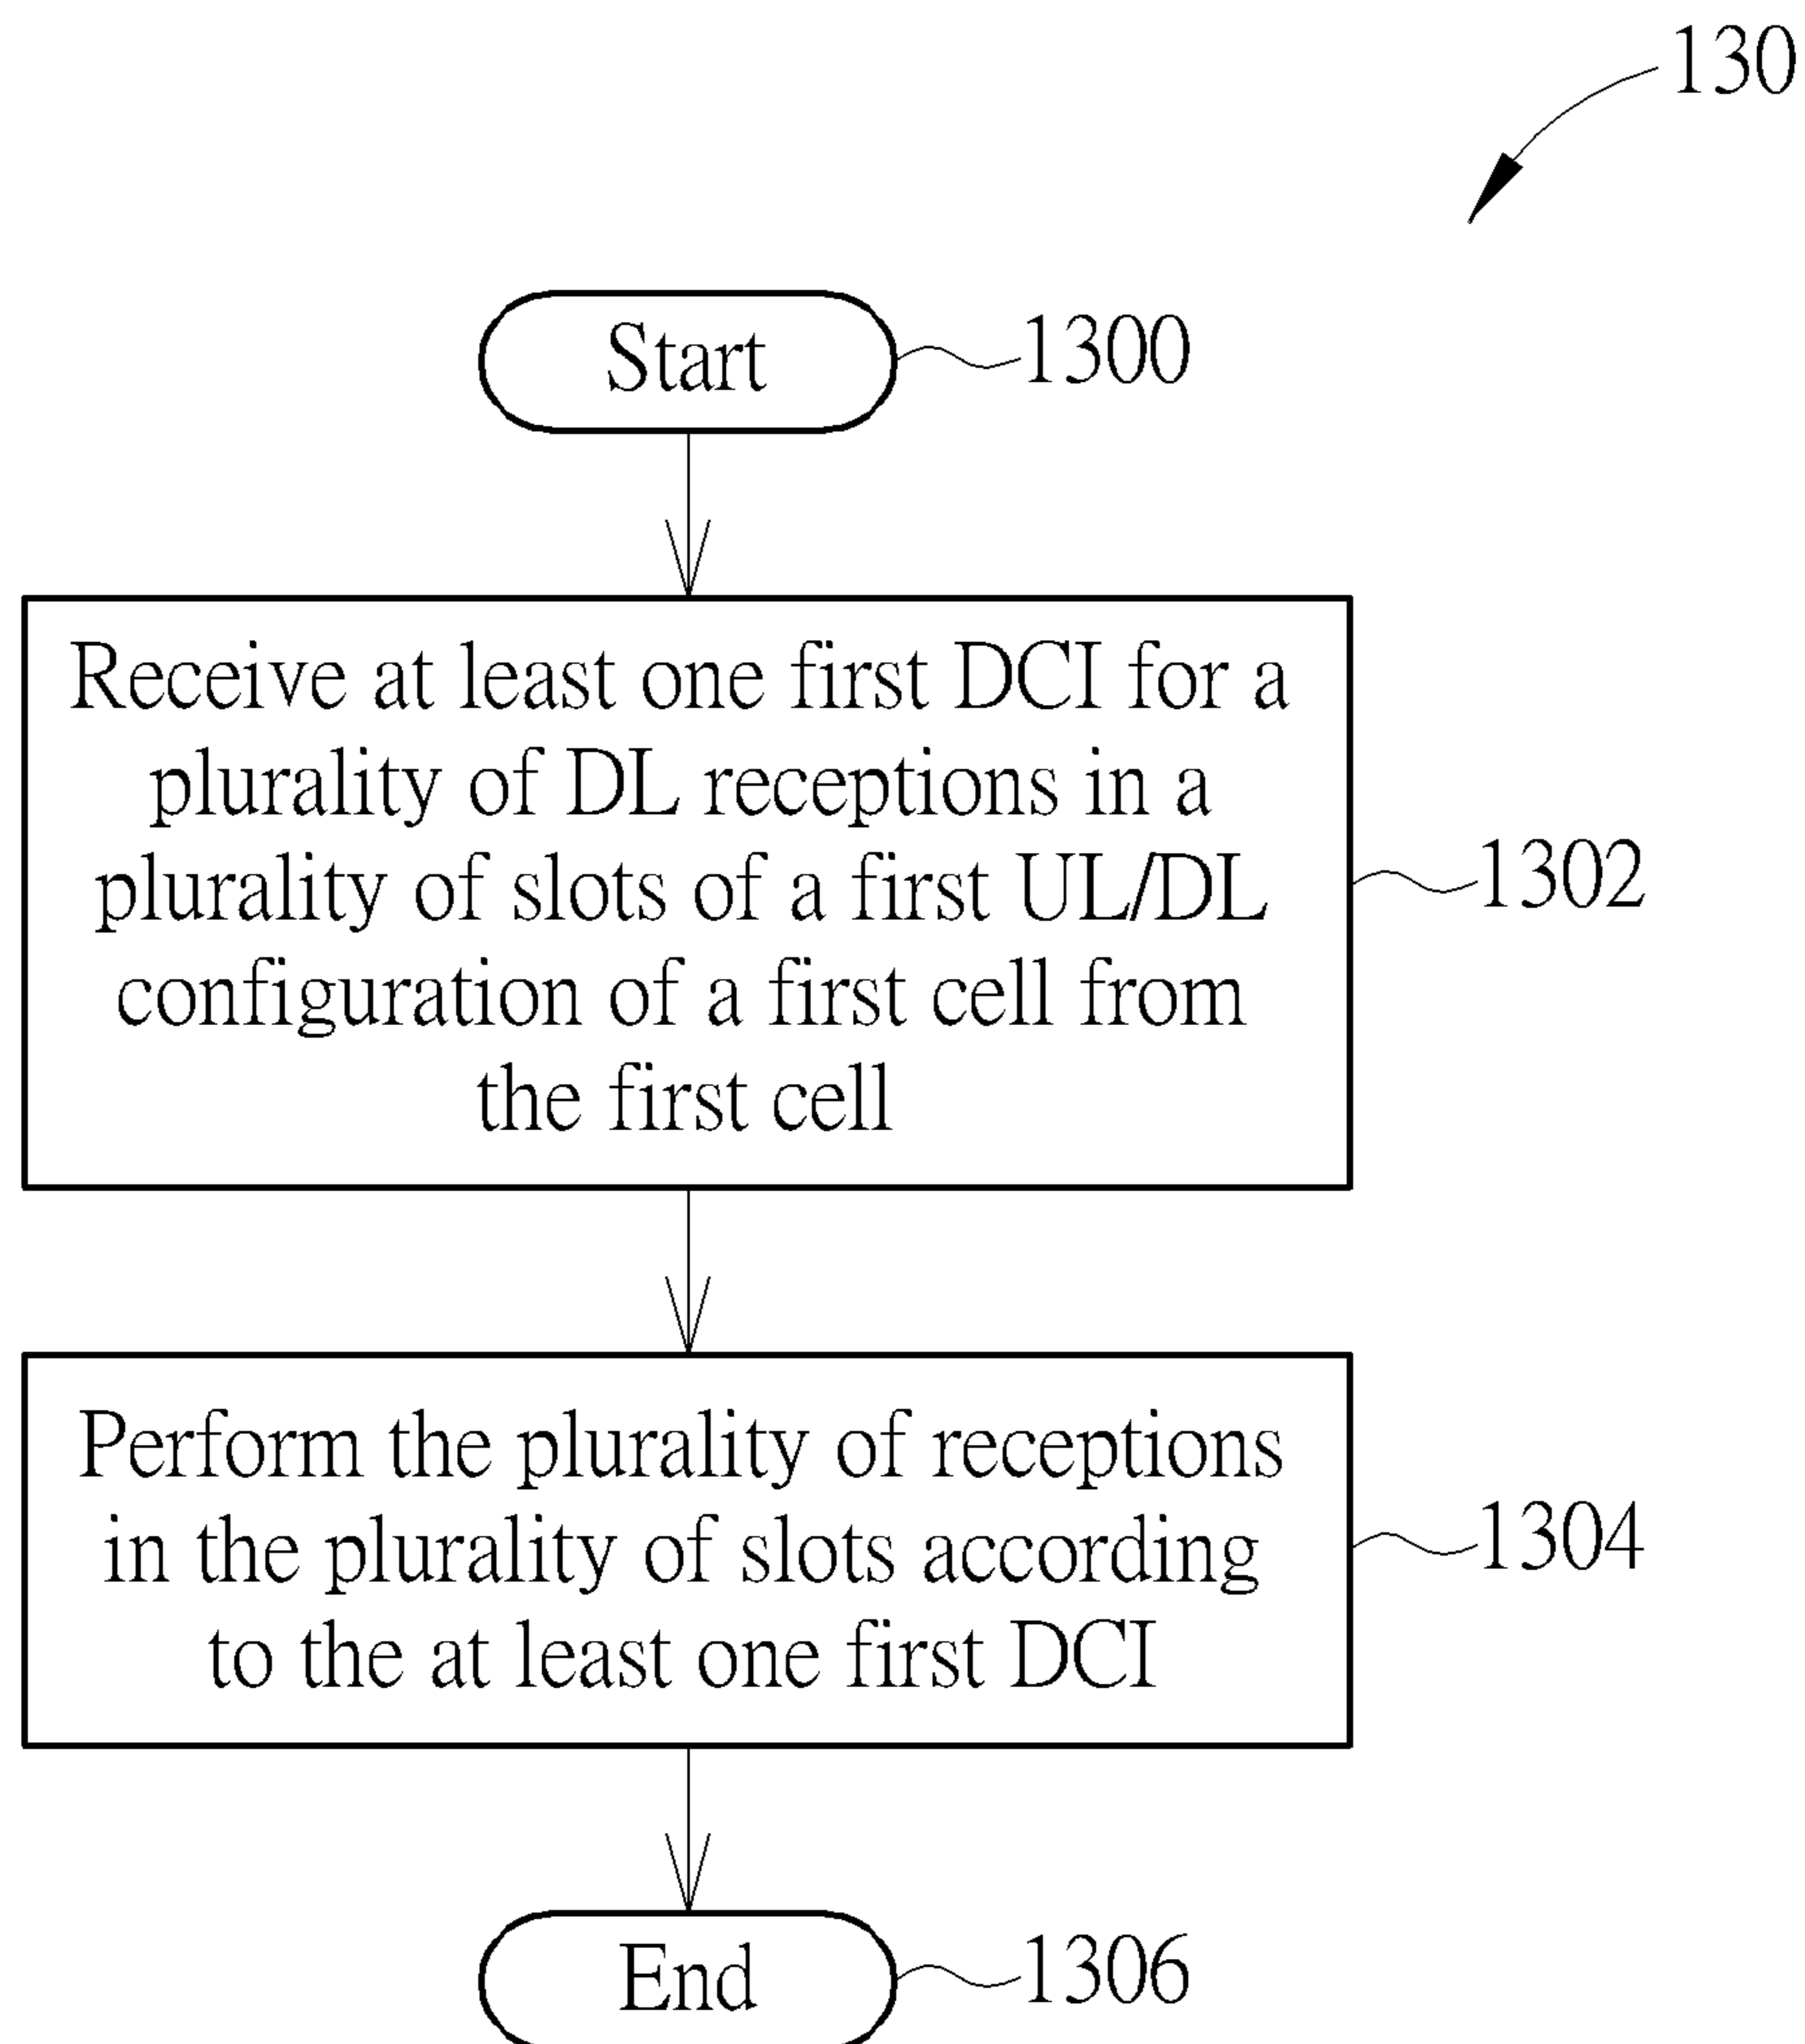 130
Start
1300
Receive at least one first DCI for a
plurality of DL receptions in a
plurality of slots of a first UL/DL
configuration of a first cell from
the first cell
1302
Perform the plurality of receptions
in the plurality of slots according
to the at least one first DCI
1304
End
1306